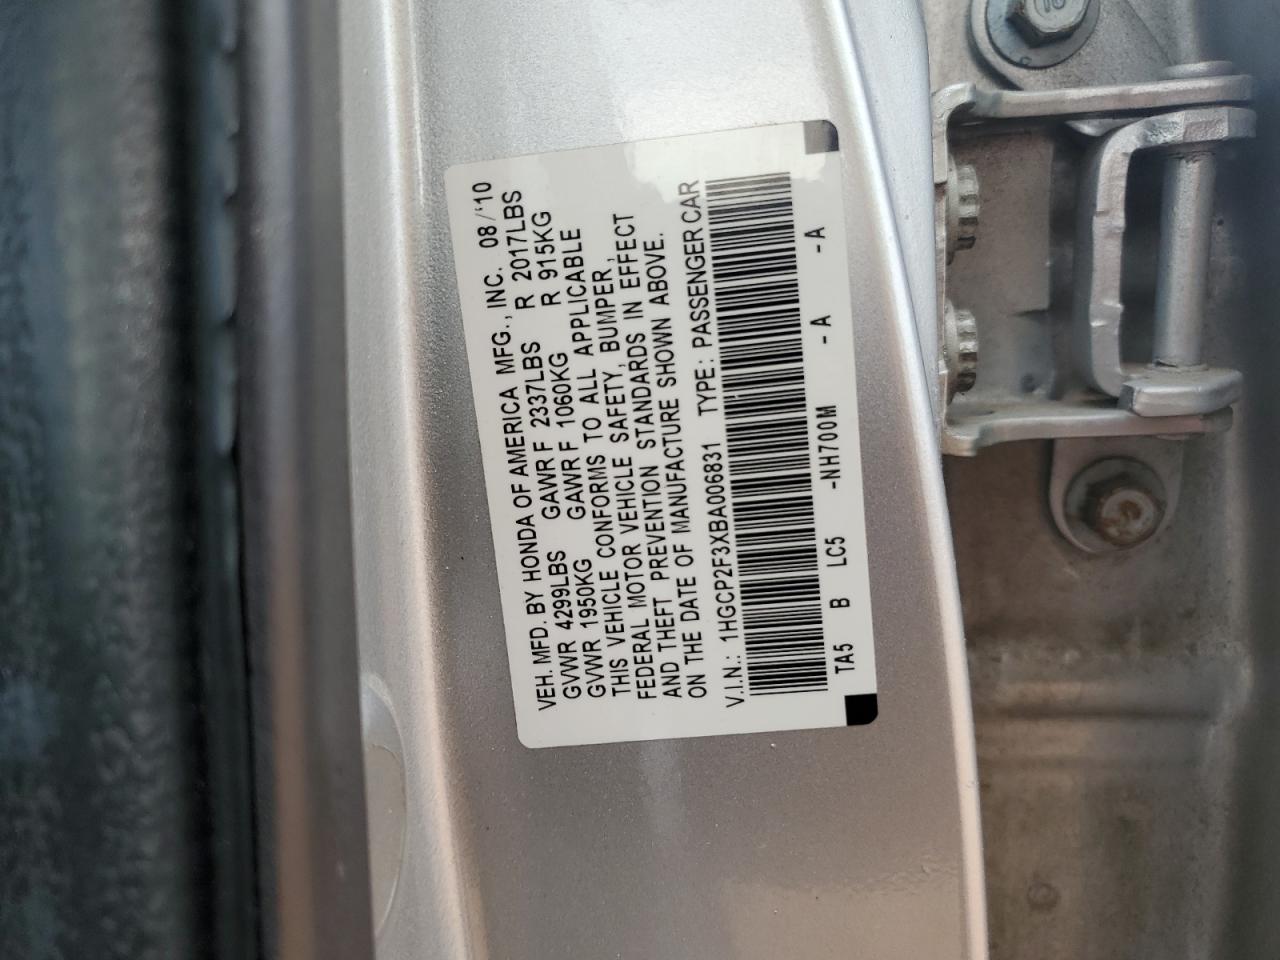 VEH. MFD. BY HONDA OF AMERICA MFG., INC. 08/'10
GVWR 4299LBS GAWR F 2337LBS R 2017LBS
GVWR 1950KG GAWR F 1060KG R 915KG
THIS VEHICLE CONFORMS TO ALL APPLICABLE
FEDERAL MOTOR VEHICLE SAFETY, BUMPER,
AND THEFT PREVENTION STANDARDS IN EFFECT
ON THE DATE OF MANUFACTURE SHOWN ABOVE.
V.I.N.: 1HGCP2F3XBA006831 TYPE: PASSENGER CAR
TA5 B LC5 -NH700M -A -A
10